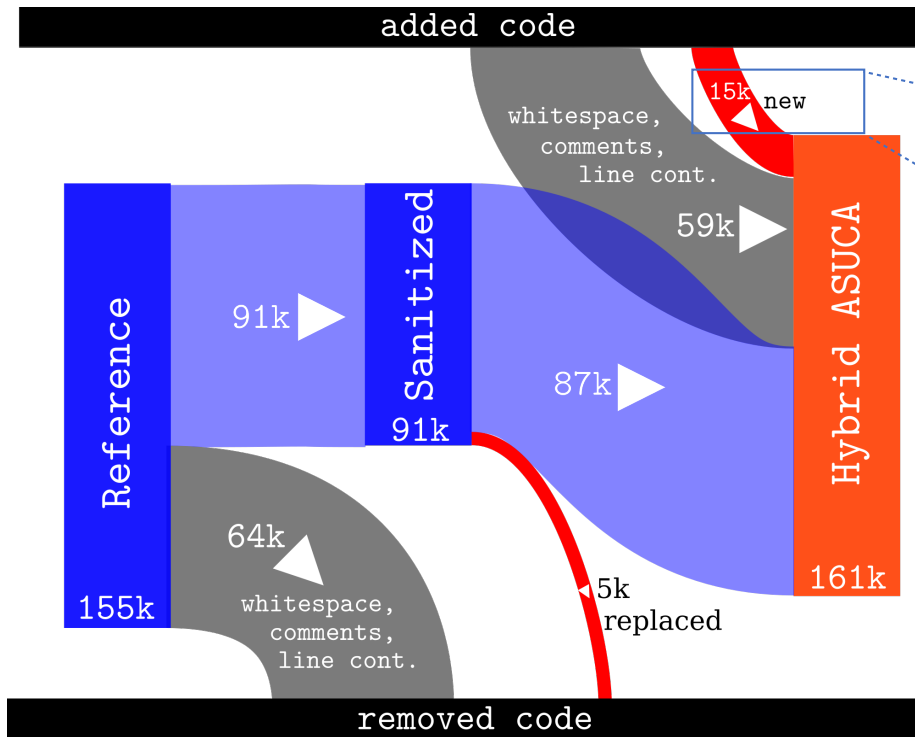 added code
15k
new
whitespace,
comments,
line cont.
59k
Reference
155k
91k
Sanitized
91k
87k
Hybrid ASUCA
161k
64k
whitespace,
comments,
line cont.
5k
replaced
removed code